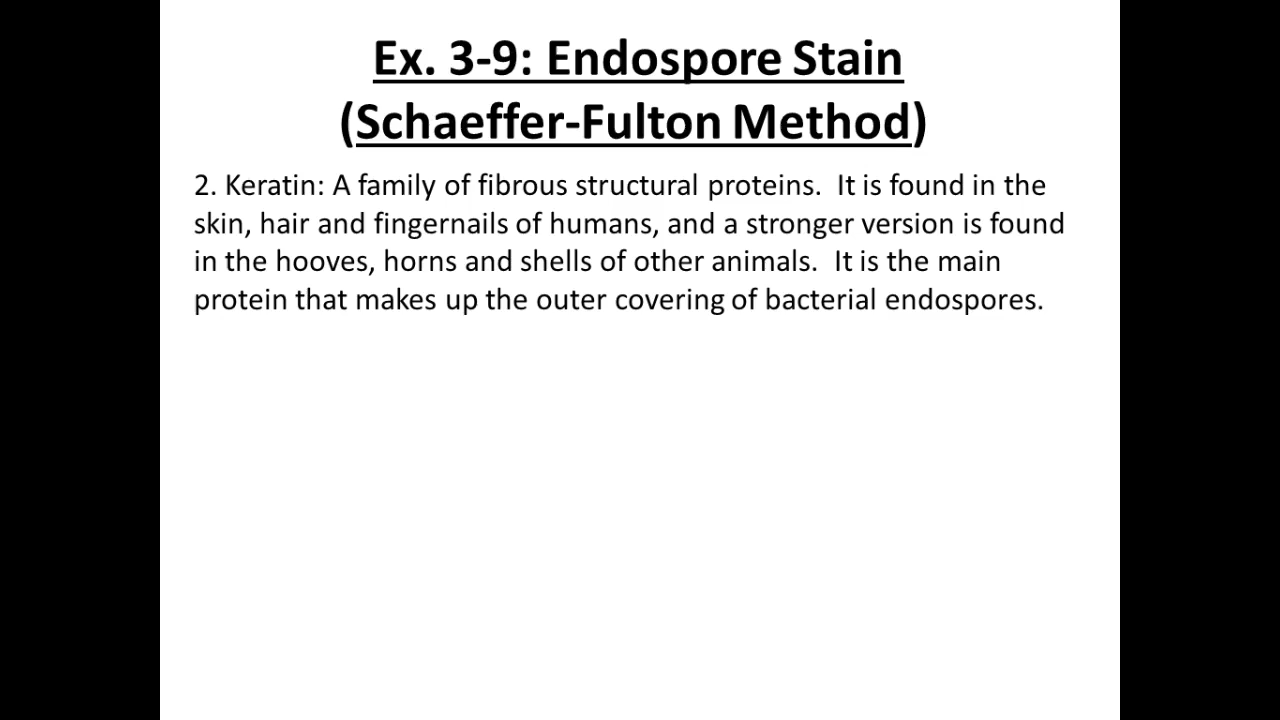 Ex. 3-9: Endospore Stain
(Schaeffer-Fulton Method)
2. Keratin: A family of fibrous structural proteins.  It is found in the
skin, hair and fingernails of humans, and a stronger version is found
in the hooves, horns and shells of other animals.  It is the main
protein that makes up the outer covering of bacterial endospores.